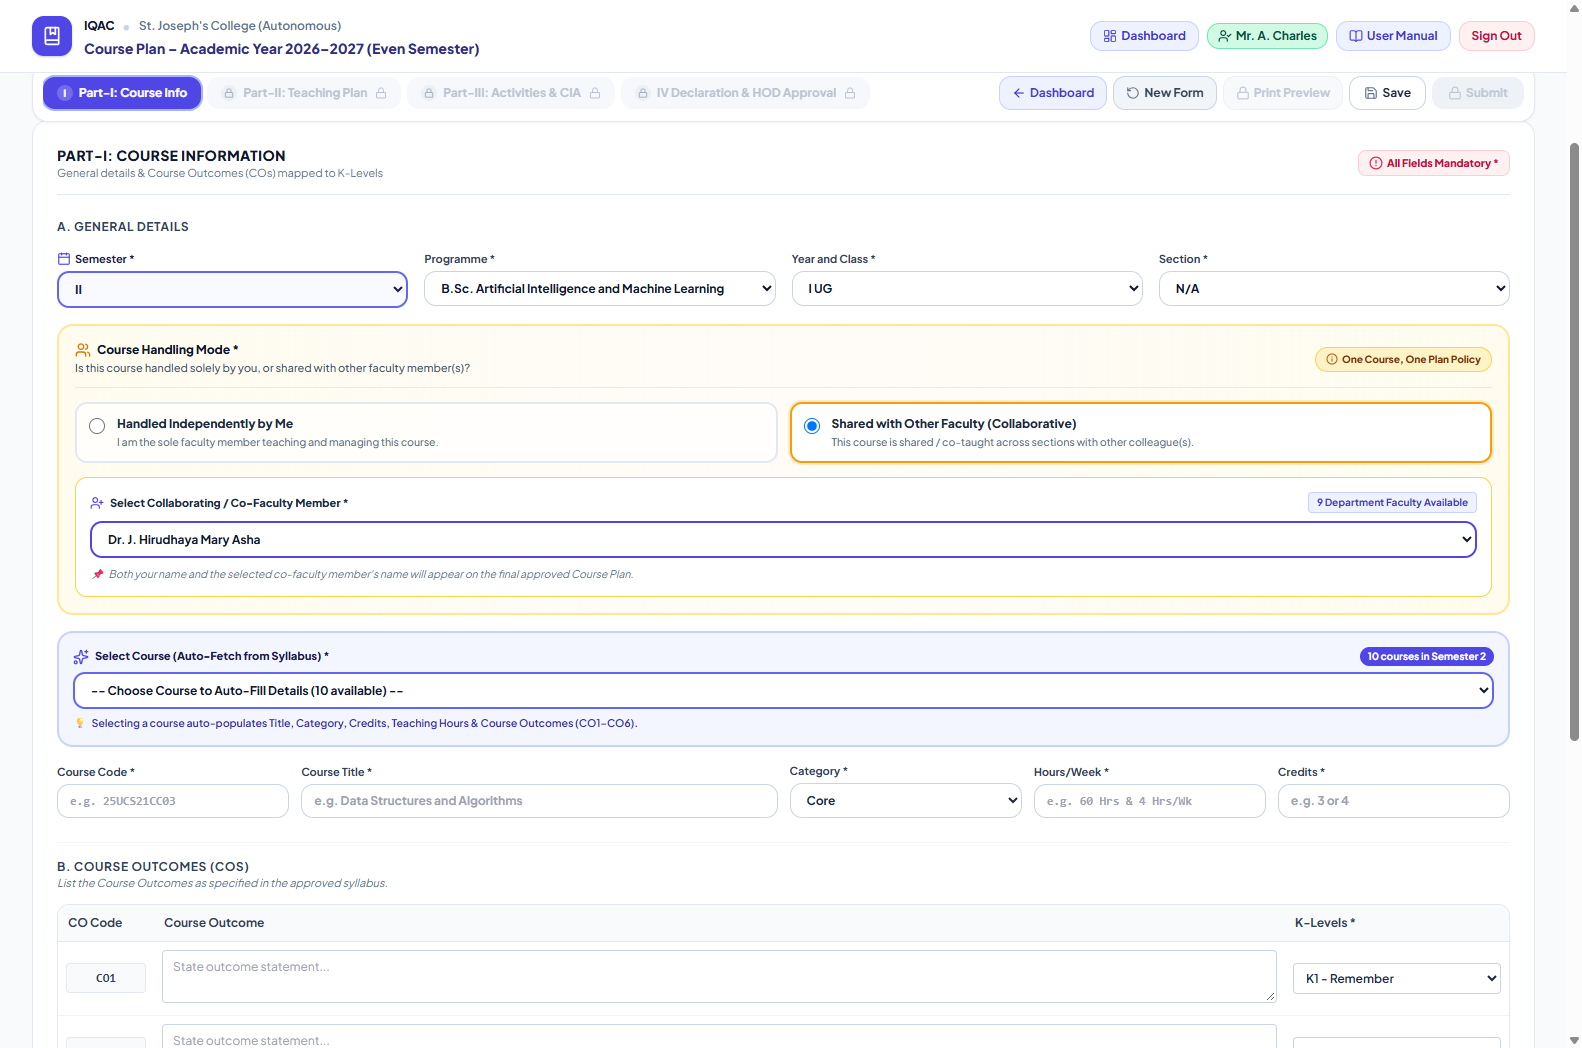 IQAC • St. Joseph's College (Autonomous)
Course Plan – Academic Year 2026–2027 (Even Semester)
Dashboard
Mr. A. Charles
User Manual
Sign Out
I Part-I: Course Info
Part-II: Teaching Plan
Part-III: Activities & CIA
IV Declaration & HOD Approval
← Dashboard
New Form
Print Preview
Save
Submit
PART-I: COURSE INFORMATION
General details & Course Outcomes (COs) mapped to K-Levels
All Fields Mandatory *
A. GENERAL DETAILS
Semester *
Programme *
Year and Class *
Section *
II
B.Sc. Artificial Intelligence and Machine Learning
I UG
N/A
Course Handling Mode *
Is this course handled solely by you, or shared with other faculty member(s)?
One Course, One Plan Policy
Handled Independently by Me
I am the sole faculty member teaching and managing this course.
Shared with Other Faculty (Collaborative)
This course is shared / co-taught across sections with other colleague(s).
Select Collaborating / Co-Faculty Member *
9 Department Faculty Available
Dr. J. Hirudhaya Mary Asha
📌 Both your name and the selected co-faculty member's name will appear on the final approved Course Plan.
Select Course (Auto-Fetch from Syllabus) *
10 courses in Semester 2
-- Choose Course to Auto-Fill Details (10 available) --
💡 Selecting a course auto-populates Title, Category, Credits, Teaching Hours & Course Outcomes (CO1–CO6).
Course Code *
Course Title *
Category *
Hours/Week *
Credits *
e.g. 25UCS21CC03
e.g. Data Structures and Algorithms
Core
e.g. 60 Hrs & 4 Hrs/Wk
e.g. 3 or 4
B. COURSE OUTCOMES (COS)
List the Course Outcomes as specified in the approved syllabus.
CO Code
Course Outcome
K-Levels *
CO1
State outcome statement...
K1 - Remember
State outcome statement...